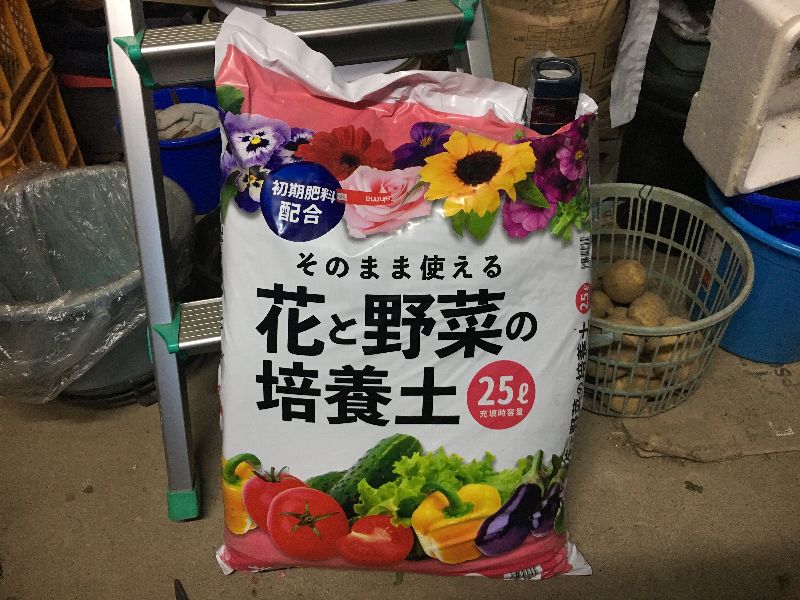 初期肥料
配合
そのまま使える
花と野菜の
培養土
25ℓ
充填時容量
25ℓ